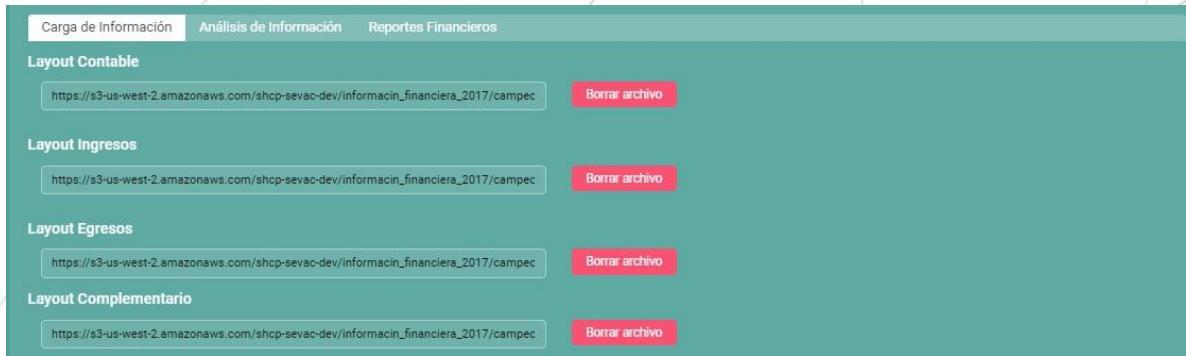 Carga de Información Análisis de Información Reportes Financieros
Layout Contable
https://s3-us-west-2.amazonaws.com/shcp-sevac-dev/informacin_financiera_2017/campec Borrar archivo
Layout Ingresos
https://s3-us-west-2.amazonaws.com/shcp-sevac-dev/informacin_financiera_2017/campec Borrar archivo
Layout Egresos
https://s3-us-west-2.amazonaws.com/shcp-sevac-dev/informacin_financiera_2017/campec Borrar archivo
Layout Complementario
https://s3-us-west-2.amazonaws.com/shcp-sevac-dev/informacin_financiera_2017/campec Borrar archivo